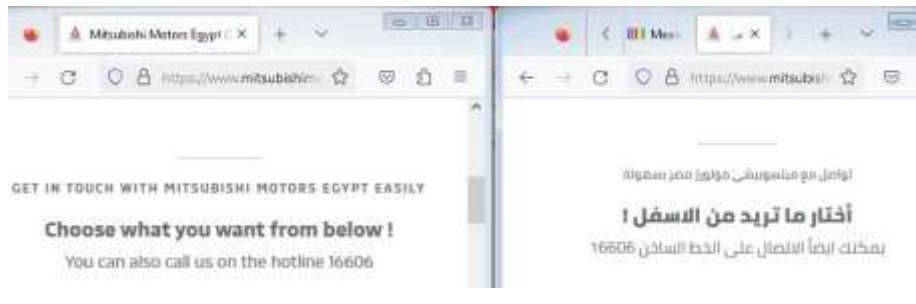 Mitsubishi Motors Egypt
https://www.mitsubishim
GET IN TOUCH WITH MITSUBISHI MOTORS EGYPT EASILY
Choose what you want from below !
You can also call us on the hotline 16606
https://www.mitsubish
تواصل مع ميتسوبيشي موتورز مصر بسهولة
أختار ما تريد من الاسفل !
يمكنك ايضاً الاتصال على الخط الساخن 16606